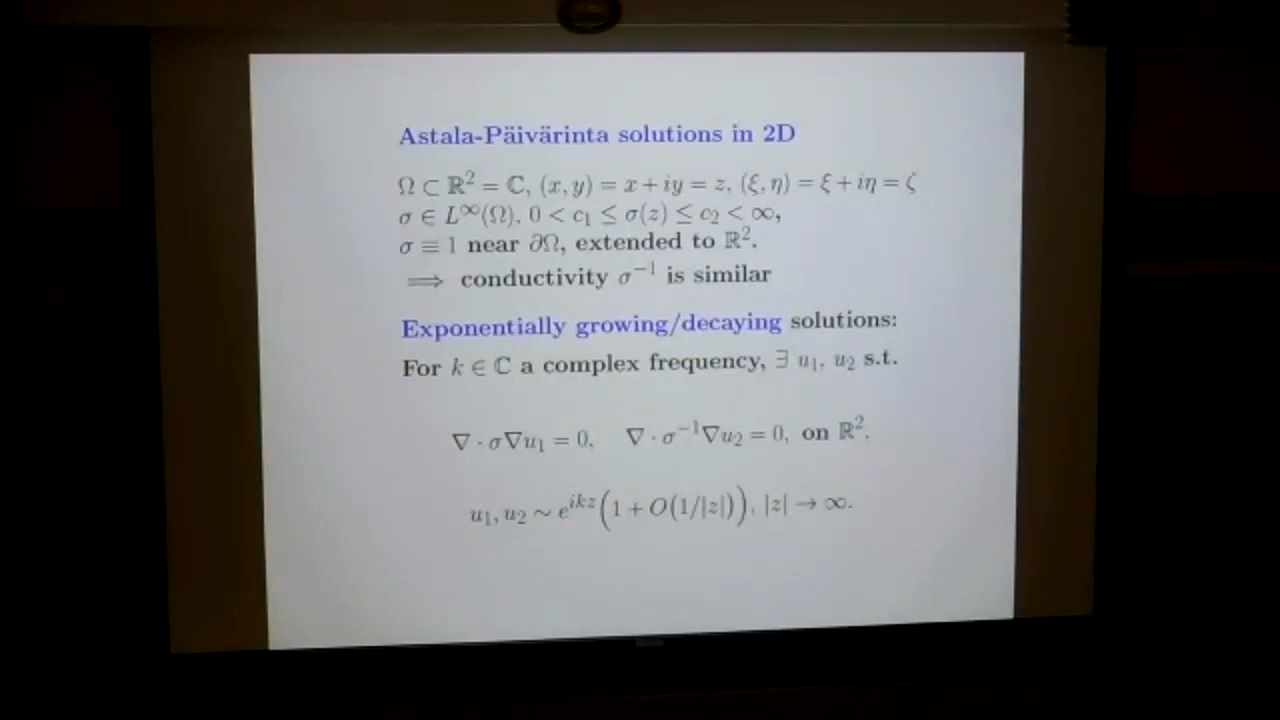 Astala-Päivärinta solutions in 2D
Ω ⊂ ℝ² = ℂ, (x, y) = x + iy = z, (ξ, η) = ξ + iη = ζ
σ ∈ L^∞(Ω), 0 < c₁ ≤ σ(z) ≤ c₂ < ∞,
σ ≡ 1 near ∂Ω, extended to ℝ².
⟹ conductivity σ⁻¹ is similar
Exponentially growing/decaying solutions:
For k ∈ ℂ a complex frequency, ∃ u₁, u₂ s.t.
∇ · σ∇u₁ = 0, ∇ · σ⁻¹∇u₂ = 0, on ℝ².
u₁, u₂ ∼ e^{ikz}(1 + O(1/|z|)), |z| → ∞.